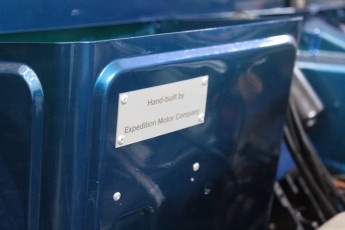 Hand-built by
Expedition Motor Company